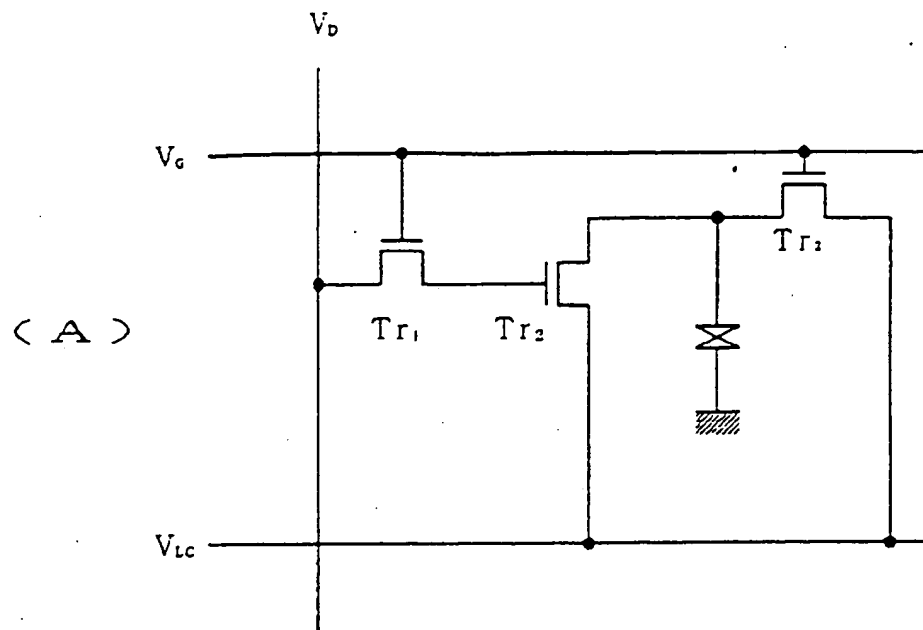 V_D
V_G
Tr₂
Tr₁ Tr₂
( A )
V_LC